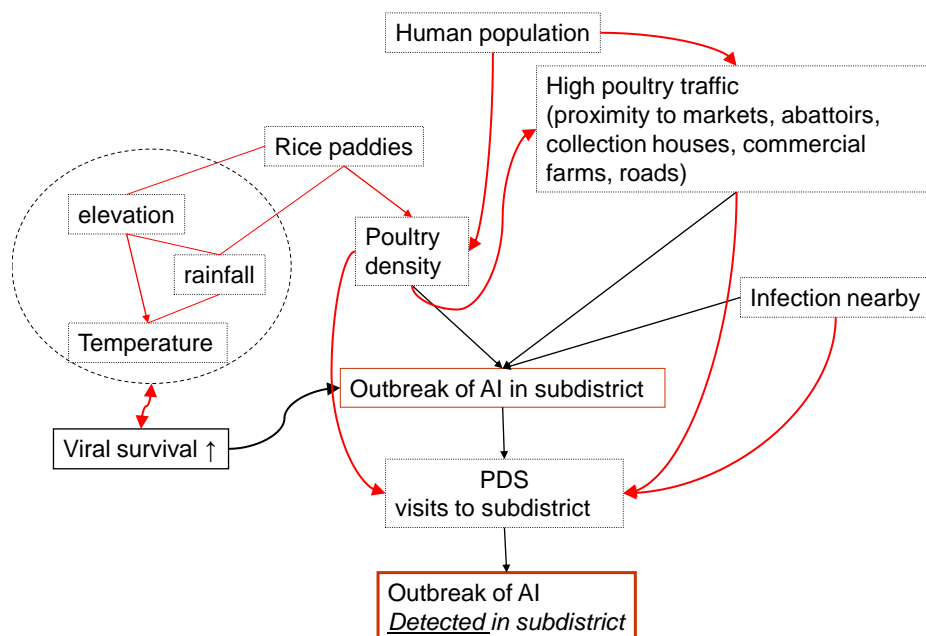 Human population
High poultry traffic
(proximity to markets, abattoirs,
collection houses, commercial
farms, roads)
Rice paddies
elevation
Poultry
density
rainfall
Infection nearby
Temperature
Outbreak of AI in subdistrict
Viral survival ↑
PDS
visits to subdistrict
Outbreak of AI
Detected in subdistrict